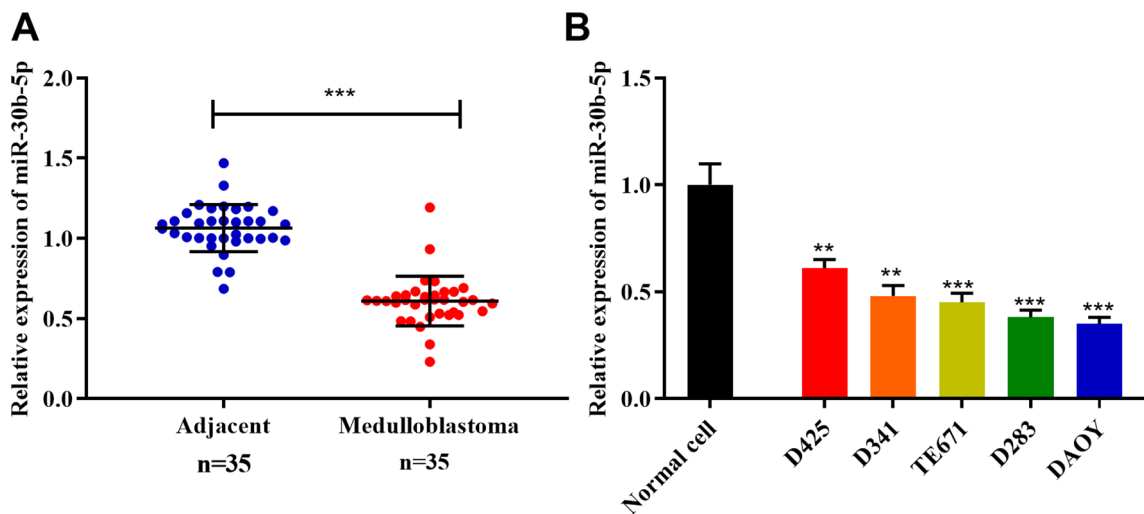 A
Relative expression of miR-30b-5p
2.0
1.5
1.0
0.5
0.0
***
Adjacent
n=35
Medulloblastoma
n=35
B
Relative expression of miR-30b-5p
1.5
1.0
0.5
0.0
**
**
***
***
***
Normal cell
D425
D341
TE671
D283
DAOY